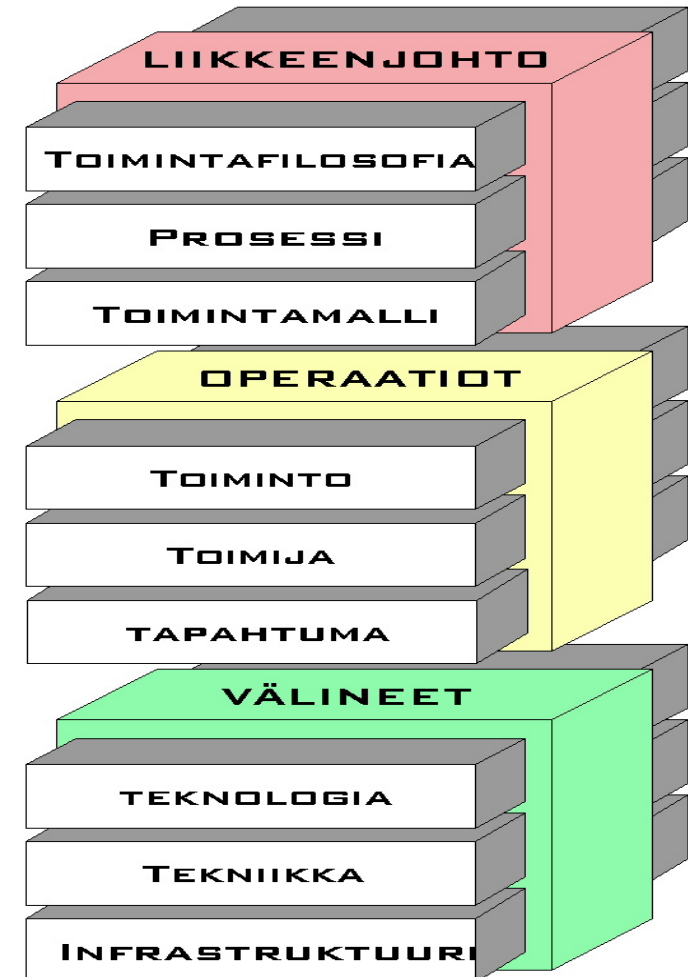 LIIKKEENJOHTO
TOIMINTAFILOSOFIA
PROSESSI
TOIMINTAMALLI
OPERAATIOT
TOIMINTO
TOIMIJA
TAPAHTUMA
VÄLINEET
TEKNOLOGIA
TEKNIIKKA
INFRASTRUKTUURI